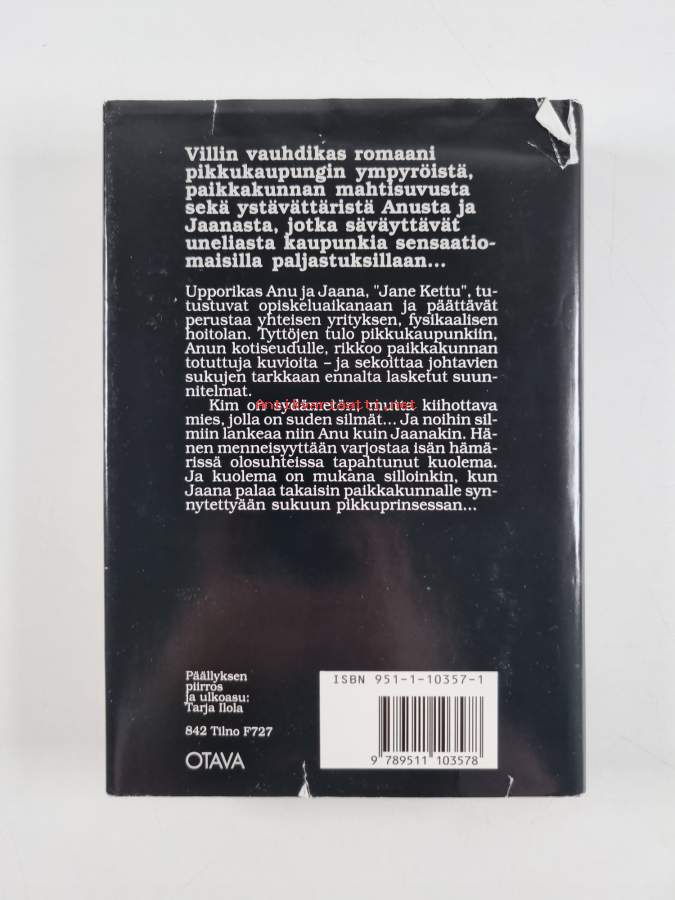 Villin vauhdikas romaani
pikkukaupungin ympyröistä,
paikkakunnan mahtisuvusta
sekä ystävättäristä Anusta ja
Jaanasta, jotka säväyttävät
uneliasta kaupunkia sensaatio-
maisilla paljastuksillaan...
Upporikas Anu ja Jaana, "Jane Kettu", tu-
tustuvat opiskeluaikanaan ja päättävät
perustaa yhteisen yrityksen, fysikaalisen
hoitolan. Tyttöjen tulo pikkukaupunkiin,
Anun kotiseudulle, rikkoo paikkakunnan
totuttuja kuvioita – ja sekoittaa johtavien
sukujen tarkkaan ennalta lasketut suun-
nitelmat.
Kim on sydämetön, mutta kiihottava
mies, jolla on suden silmät... Ja noihin sil-
miin lankeaa niin Anu kuin Jaanakin. Hä-
nen menneisyyttään varjostaa isän hämä-
rissä olosuhteissa tapahtunut kuolema.
Ja kuolema on mukana silloinkin, kun
Jaana palaa takaisin paikkakunnalle syn-
nytettyään sukuun pikkuprinsessan...
Päällyksen
piirros
ja ulkoasu:
Tarja Ilola
842 Tilno F727
OTAVA
ISBN 951-1-10357-1
9 789511 103578